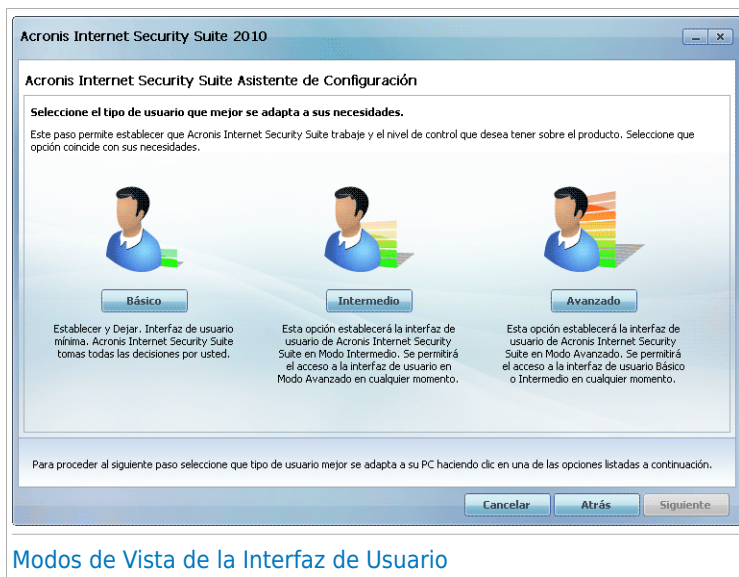 Acronis Internet Security Suite 2010
Acronis Internet Security Suite Asistente de Configuración
Seleccione el tipo de usuario que mejor se adapta a sus necesidades.
Este paso permite establecer que Acronis Internet Security Suite trabaje y el nivel de control que desea tener sobre el producto. Seleccione que
opción coincide con sus necesidades.
Básico
Establecer y Dejar. Interfaz de usuario
mínima. Acronis Internet Security Suite
tomas todas las decisiones por usted.
Intermedio
Esta opción establecerá la interfaz de
usuario de Acronis Internet Security
Suite en Modo Intermedio. Se permitirá
el acceso a la interfaz de usuario en
Modo Avanzado en cualquier momento.
Avanzado
Esta opción establecerá la interfaz de
usuario de Acronis Internet Security
Suite en Modo Avanzado. Se permitirá
el acceso a la interfaz de usuario Básico
o Intermedio en cualquier momento.
Para proceder al siguiente paso seleccione que tipo de usuario mejor se adapta a su PC haciendo clic en una de las opciones listadas a continuación.
Cancelar
Atrás
Siguiente
Modos de Vista de la Interfaz de Usuario